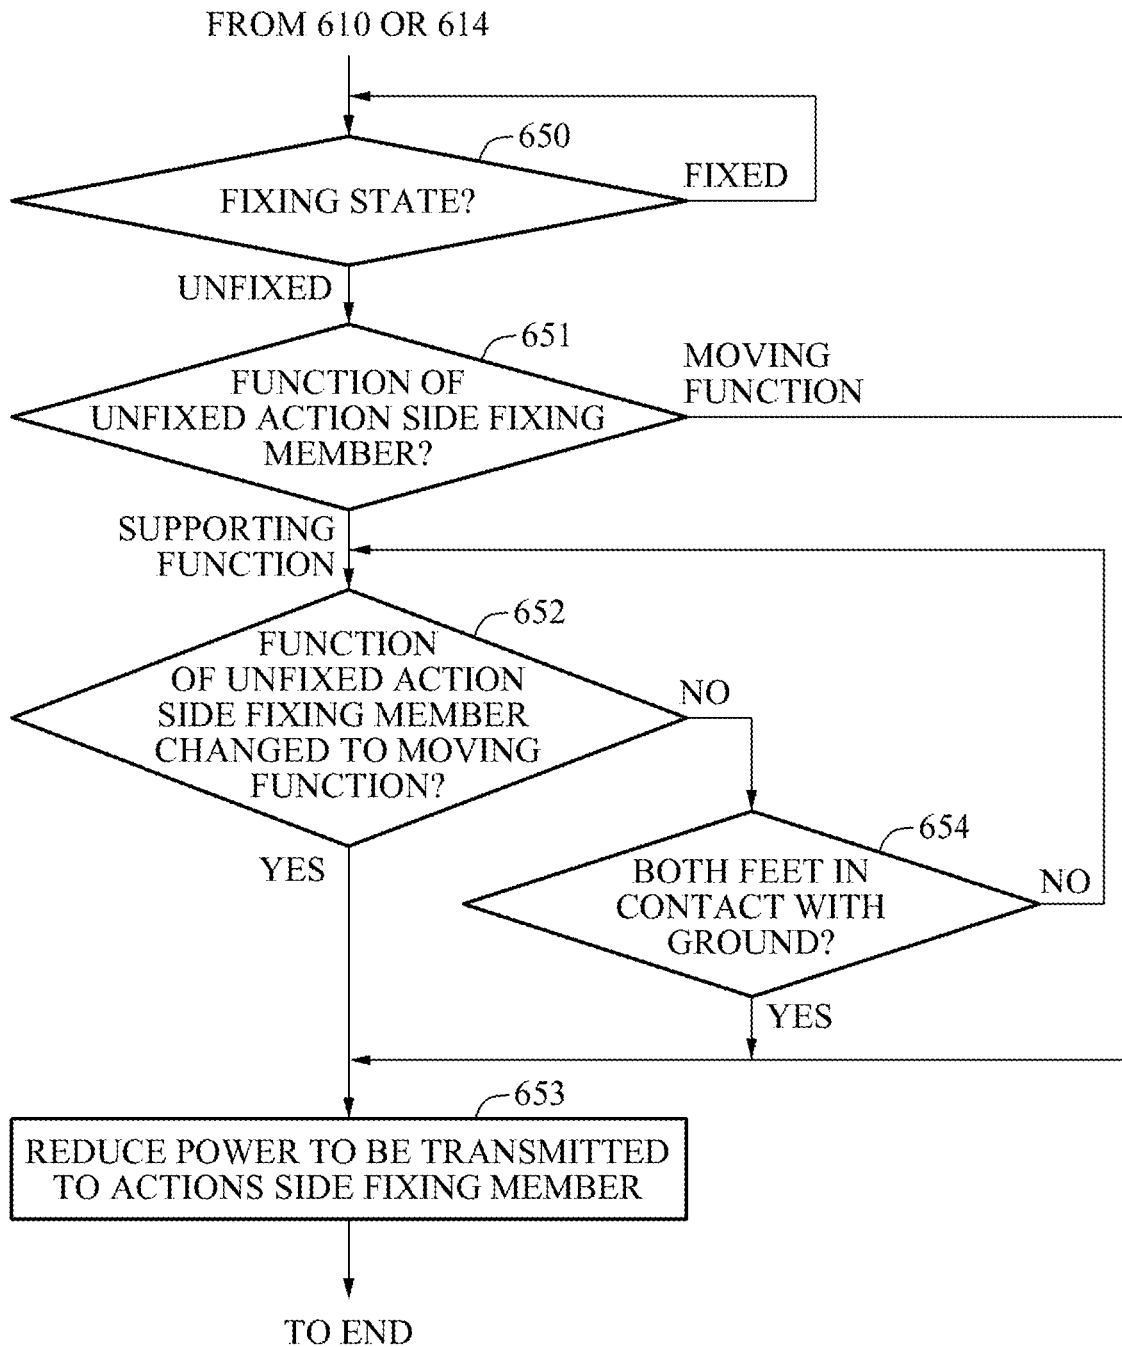 FROM 610 OR 614
650
FIXED
FIXING STATE?
UNFIXED
651
MOVING
FUNCTION
FUNCTION OF
UNFIXED ACTION SIDE FIXING
MEMBER?
SUPPORTING
FUNCTION
652
FUNCTION
OF UNFIXED ACTION
SIDE FIXING MEMBER
CHANGED TO MOVING
FUNCTION?
NO
YES
654
BOTH FEET IN
CONTACT WITH
GROUND?
NO
YES
653
REDUCE POWER TO BE TRANSMITTED
TO ACTIONS SIDE FIXING MEMBER
TO END